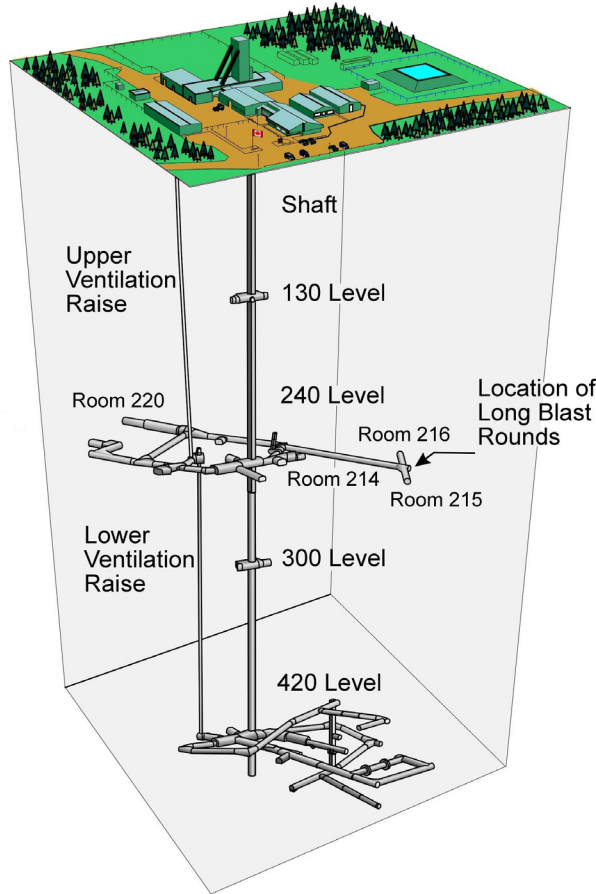 Shaft
Upper
Ventilation
Raise
130 Level
240 Level
Room 220
Location of
Long Blast
Rounds
Room 216
Room 214
Room 215
Lower
Ventilation
Raise
300 Level
420 Level